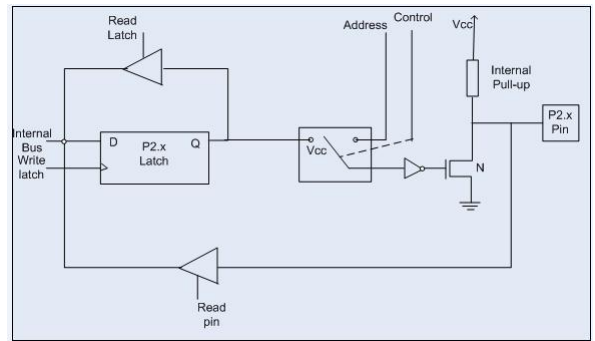 Read
Latch
Address
Control
Vcc
Internal
Pull-up
P2.x
Pin
Internal
Bus
Write
latch
D
P2.x
Latch
Q
Vcc
N
Read
pin